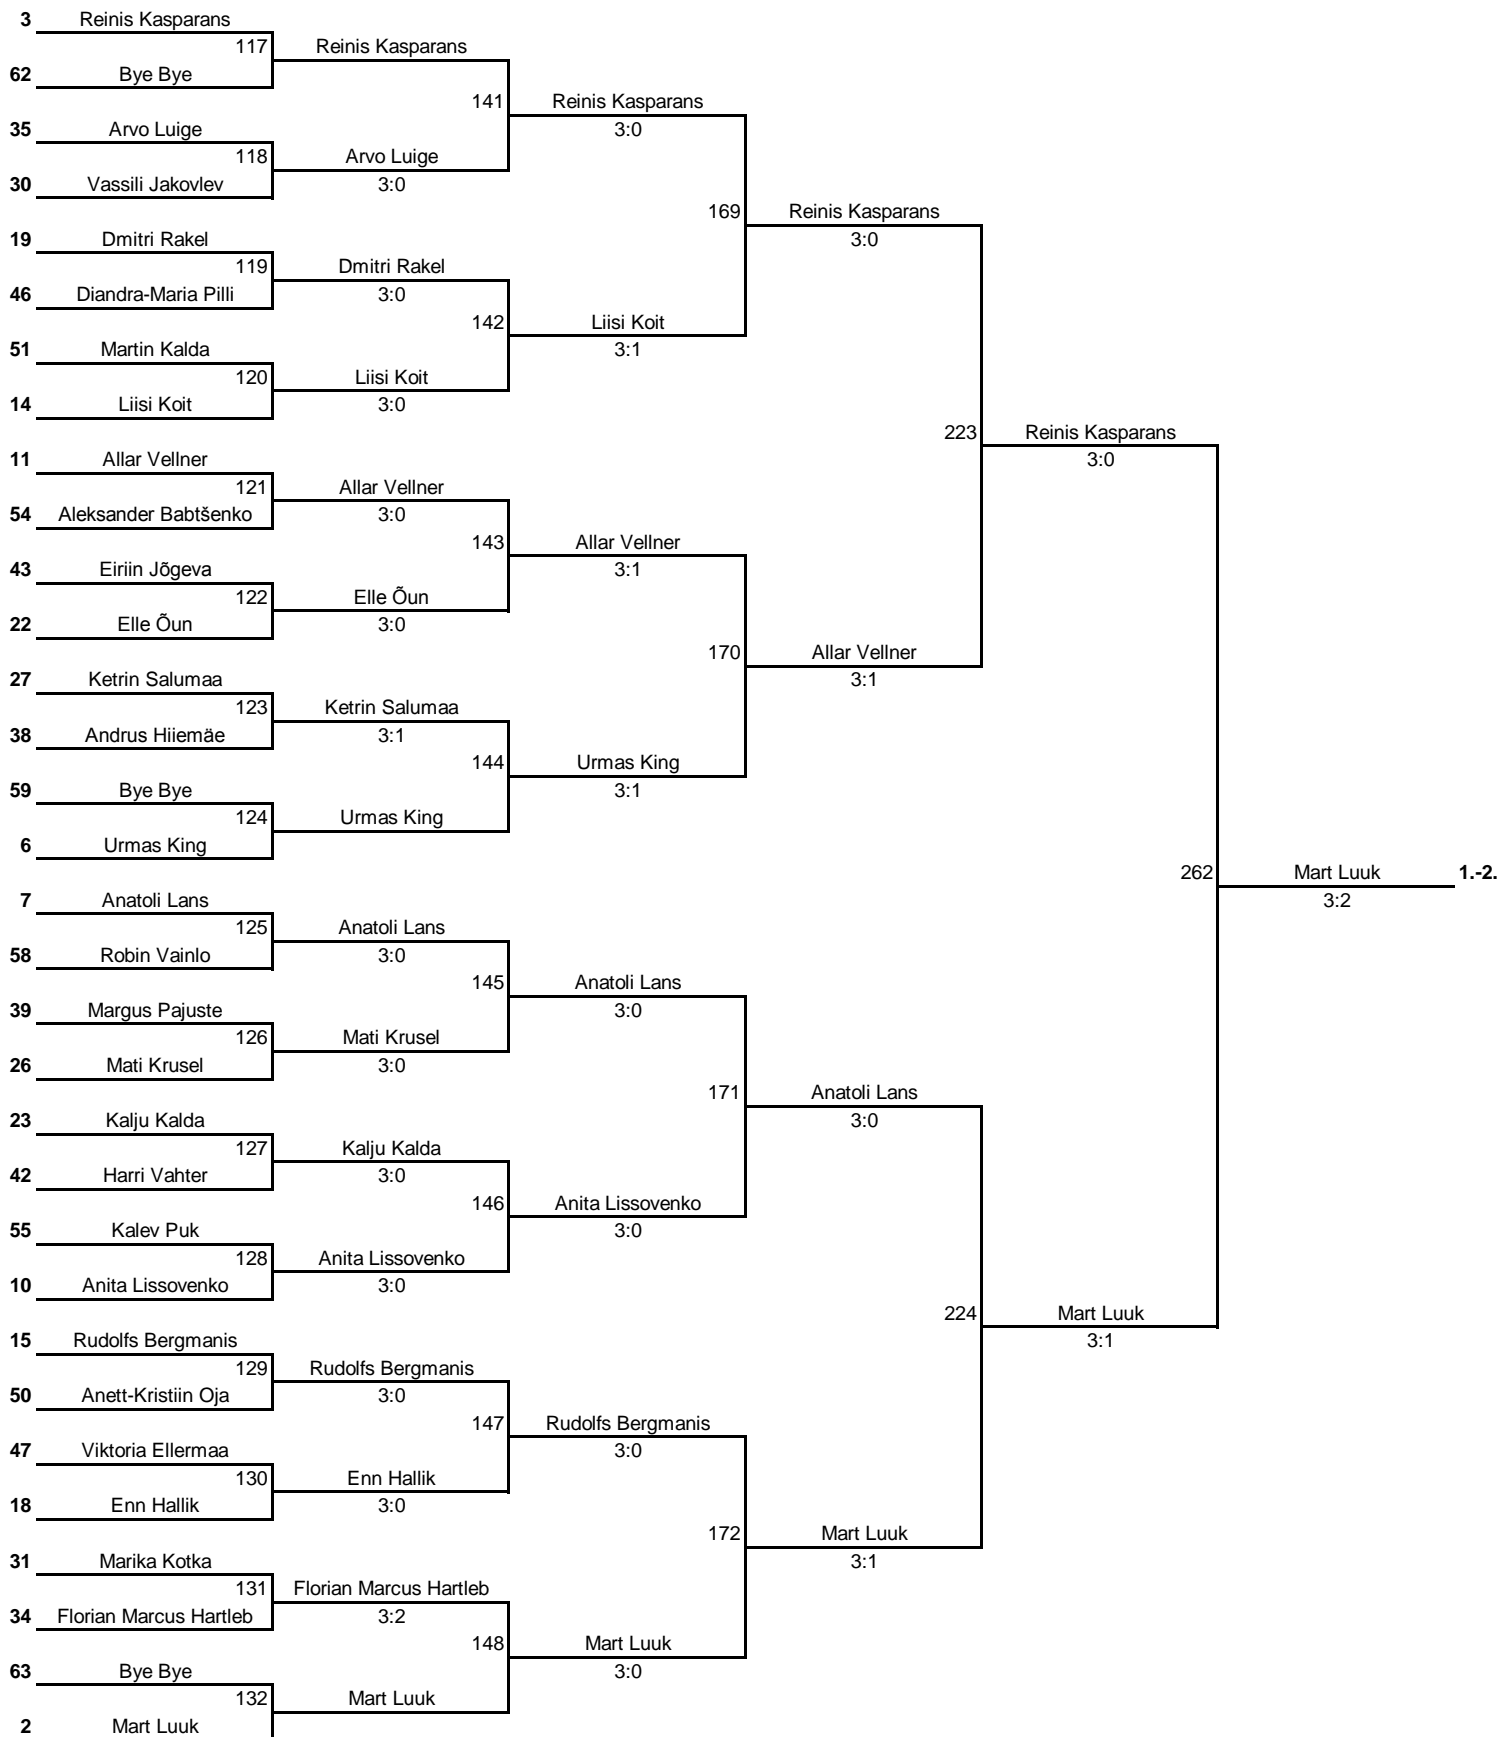 3 Reinis Kasparans
117 Reinis Kasparans
62 Bye Bye
141 Reinis Kasparans
35 Arvo Luige 3:0
118 Arvo Luige
30 Vassili Jakovlev 3:0
169 Reinis Kasparans
19 Dmitri Rakel 3:0
119 Dmitri Rakel
46 Diandra-Maria Pilli 3:0
142 Liisi Koit
51 Martin Kalda 3:1
120 Liisi Koit
14 Liisi Koit 3:0
223 Reinis Kasparans
11 Allar Vellner 3:0
121 Allar Vellner
54 Aleksander Babtšenko 3:0
143 Allar Vellner
43 Eiriin Jõgeva 3:1
122 Elle Õun
22 Elle Õun 3:0
170 Allar Vellner
27 Ketrin Salumaa 3:1
123 Ketrin Salumaa
38 Andrus Hiiemäe 3:1
144 Urmas King
59 Bye Bye 3:1
124 Urmas King
6 Urmas King
262 Mart Luuk 1.-2.
7 Anatoli Lans 3:2
125 Anatoli Lans
58 Robin Vainlo 3:0
145 Anatoli Lans
39 Margus Pajuste 3:0
126 Mati Krusel
26 Mati Krusel 3:0
171 Anatoli Lans
23 Kalju Kalda 3:0
127 Kalju Kalda
42 Harri Vahter 3:0
146 Anita Lissovenko
55 Kalev Puk 3:0
128 Anita Lissovenko
10 Anita Lissovenko 3:0
224 Mart Luuk
15 Rudolfs Bergmanis 3:1
129 Rudolfs Bergmanis
50 Anett-Kristiin Oja 3:0
147 Rudolfs Bergmanis
47 Viktoria Ellermaa 3:0
130 Enn Hallik
18 Enn Hallik 3:0
172 Mart Luuk
31 Marika Kotka 3:1
131 Florian Marcus Hartleb
34 Florian Marcus Hartleb 3:2
148 Mart Luuk
63 Bye Bye 3:0
132 Mart Luuk
2 Mart Luuk